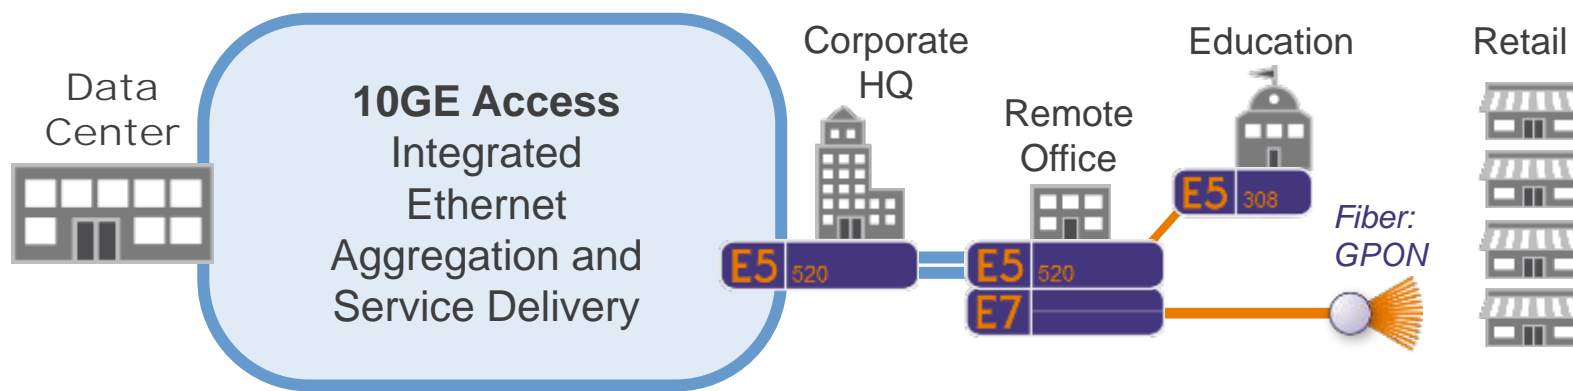 Data
Center
10GE Access
Integrated
Ethernet
Aggregation and
Service Delivery
Corporate
HQ
E5 520
Remote
Office
E5 520
E7
Education
E5 308
Fiber:
GPON
Retail